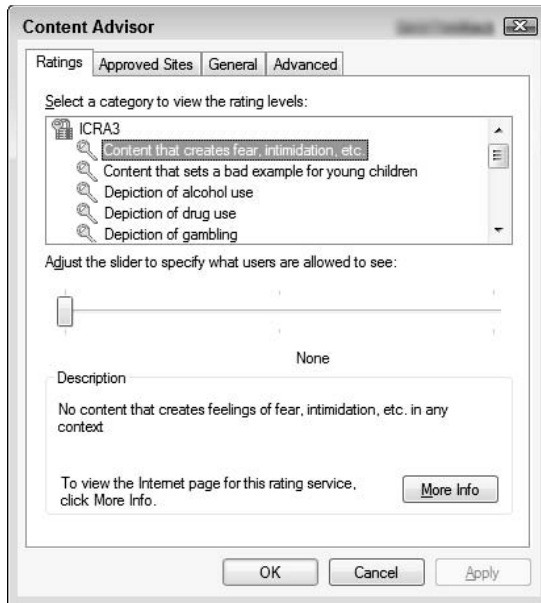 Content Advisor
Ratings
Approved Sites
General
Advanced
Select a category to view the rating levels:
ICRA3
Content that creates fear, intimidation, etc.
Content that sets a bad example for young children
Depiction of alcohol use
Depiction of drug use
Depiction of gambling
Adjust the slider to specify what users are allowed to see:
None
Description
No content that creates feelings of fear, intimidation, etc. in any
context
To view the Internet page for this rating service,
click More Info.
More Info
OK
Cancel
Apply